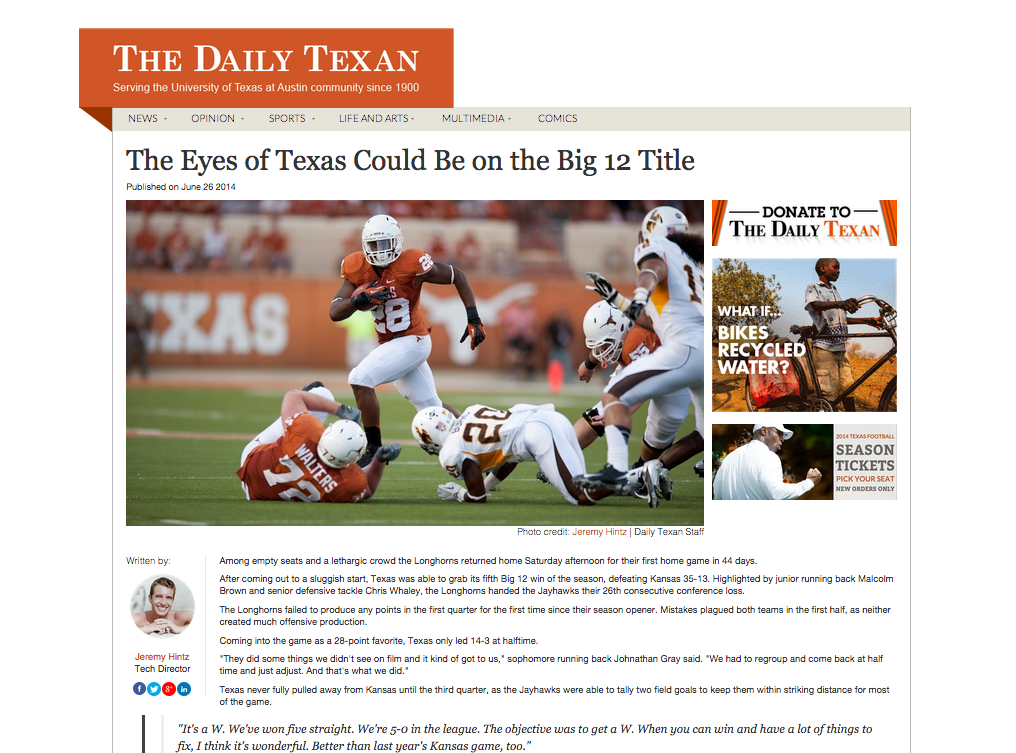 THE DAILY TEXAN
Serving the University of Texas at Austin community since 1900
NEWS OPINION SPORTS LIFE AND ARTS MULTIMEDIA COMICS
The Eyes of Texas Could Be on the Big 12 Title
Published on June 26 2014
EXAS
28
28
WALTERS
72
20
DONATE TO
THE DAILY TEXAN
WHAT IF...
BIKES
RECYCLED
WATER?
2014 TEXAS FOOTBALL
SEASON
TICKETS
PICK YOUR SEAT
NEW ORDERS ONLY
Photo credit: Jeremy Hintz | Daily Texan Staff
Written by:
Jeremy Hintz
Tech Director
Among empty seats and a lethargic crowd the Longhorns returned home Saturday afternoon for their first home game in 44 days.
After coming out to a sluggish start, Texas was able to grab its fifth Big 12 win of the season, defeating Kansas 35-13. Highlighted by junior running back Malcolm
Brown and senior defensive tackle Chris Whaley, the Longhorns handed the Jayhawks their 26th consecutive conference loss.
The Longhorns failed to produce any points in the first quarter for the first time since their season opener. Mistakes plagued both teams in the first half, as neither
created much offensive production.
Coming into the game as a 28-point favorite, Texas only led 14-3 at halftime.
"They did some things we didn't see on film and it kind of got to us," sophomore running back Johnathan Gray said. "We had to regroup and come back at half
time and just adjust. And that's what we did."
Texas never fully pulled away from Kansas until the third quarter, as the Jayhawks were able to tally two field goals to keep them within striking distance for most
of the game.
"It's a W. We've won five straight. We're 5-0 in the league. The objective was to get a W. When you can win and have a lot of things to
fix, I think it's wonderful. Better than last year's Kansas game, too."